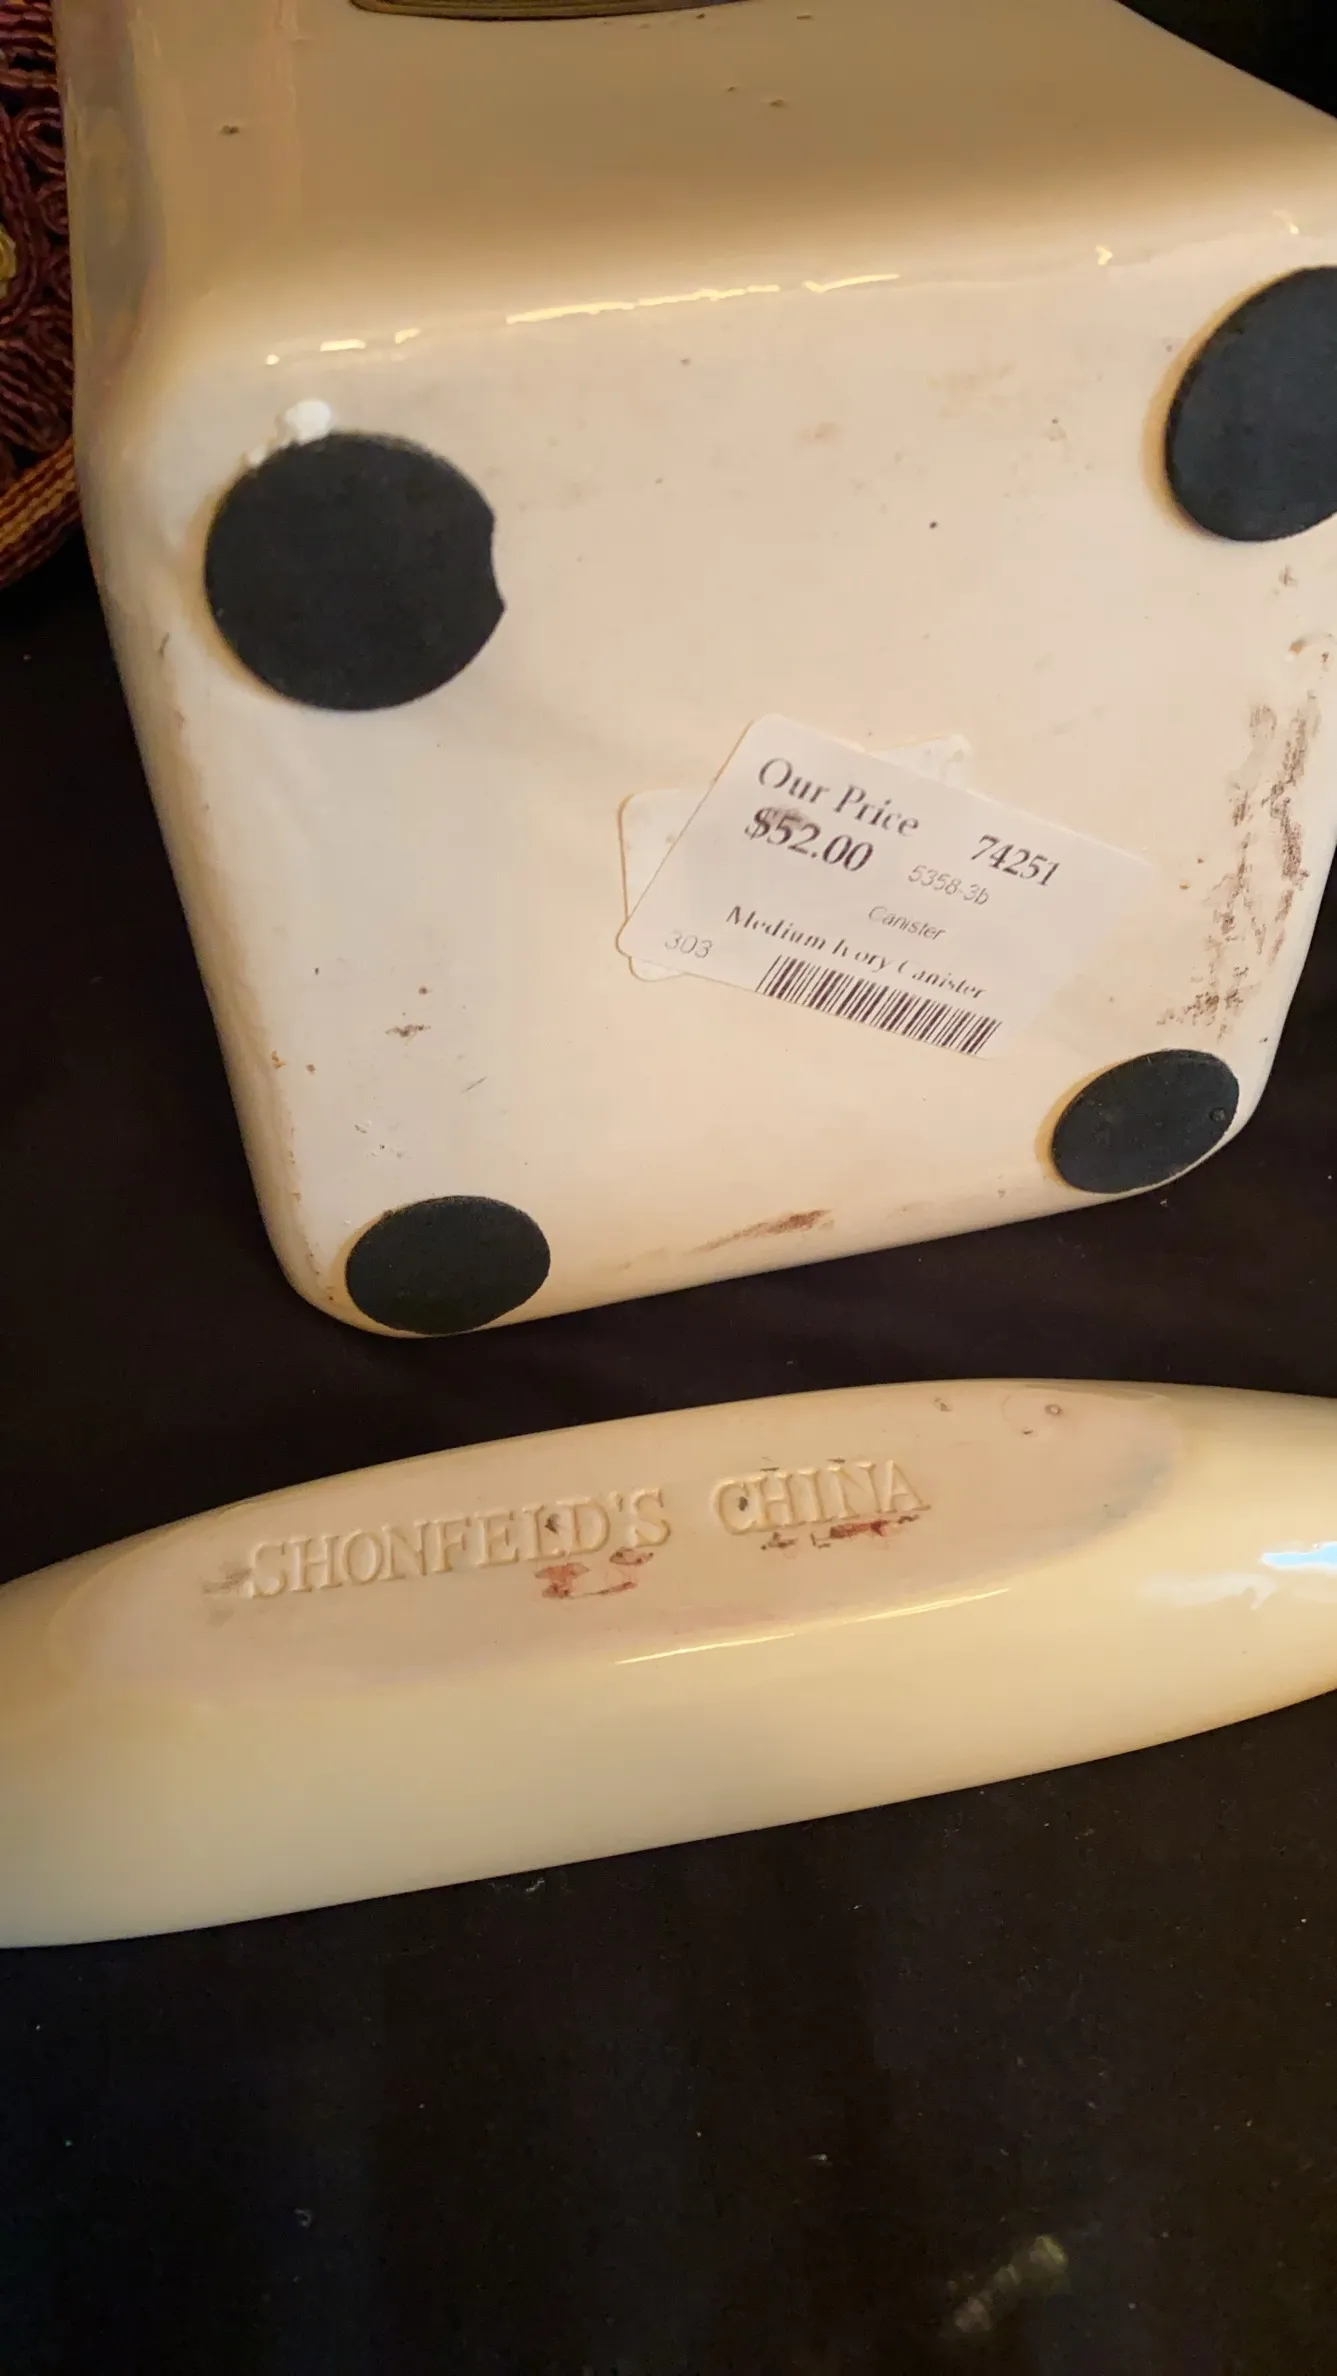 Our Price
$52.00 74251
5358-3b
Canister
Medium Ivory Canister
303
SHONFELD'S CHINA